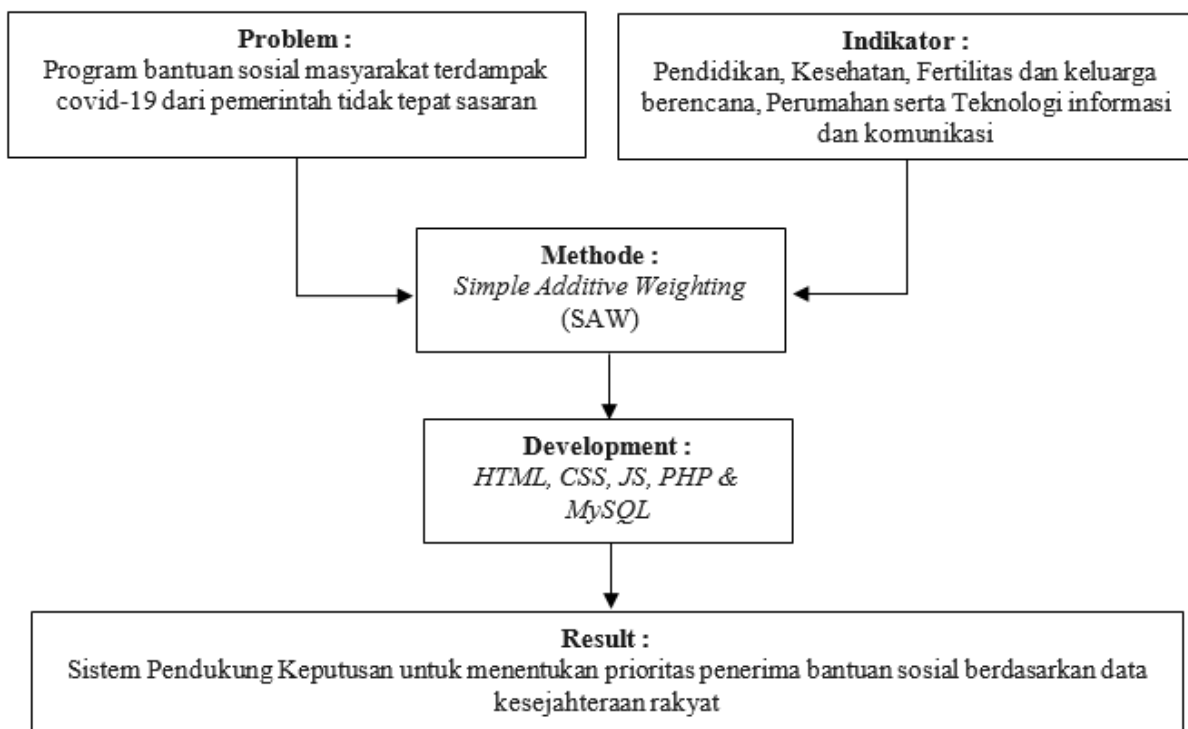 Problem :
Program bantuan sosial masyarakat terdampak
covid-19 dari pemerintah tidak tepat sasaran
Indikator :
Pendidikan, Kesehatan, Fertilitas dan keluarga
berencana, Perumahan serta Teknologi informasi
dan komunikasi
Methode :
Simple Additive Weighting
(SAW)
Development :
HTML, CSS, JS, PHP &
MySQL
Result :
Sistem Pendukung Keputusan untuk menentukan prioritas penerima bantuan sosial berdasarkan data
kesejahteraan rakyat